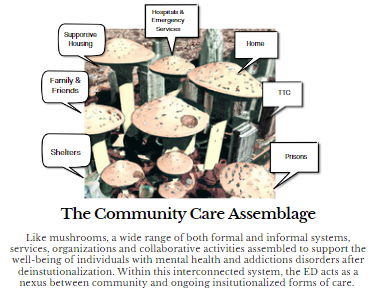 Hospitals &
Emergency
Services
Supportive
Housing
Home
Family &
Friends
TTC
Shelters
Prisons
The Community Care Assemblage
Like mushrooms, a wide range of both formal and informal systems,
services, organizations and collaborative activities assembled to support the
well-being of individuals with mental health and addictions disorders after
deinstutionalization. Within this interconnected system, the ED acts as a
nexus between community and ongoing insitutionalized forms of care.